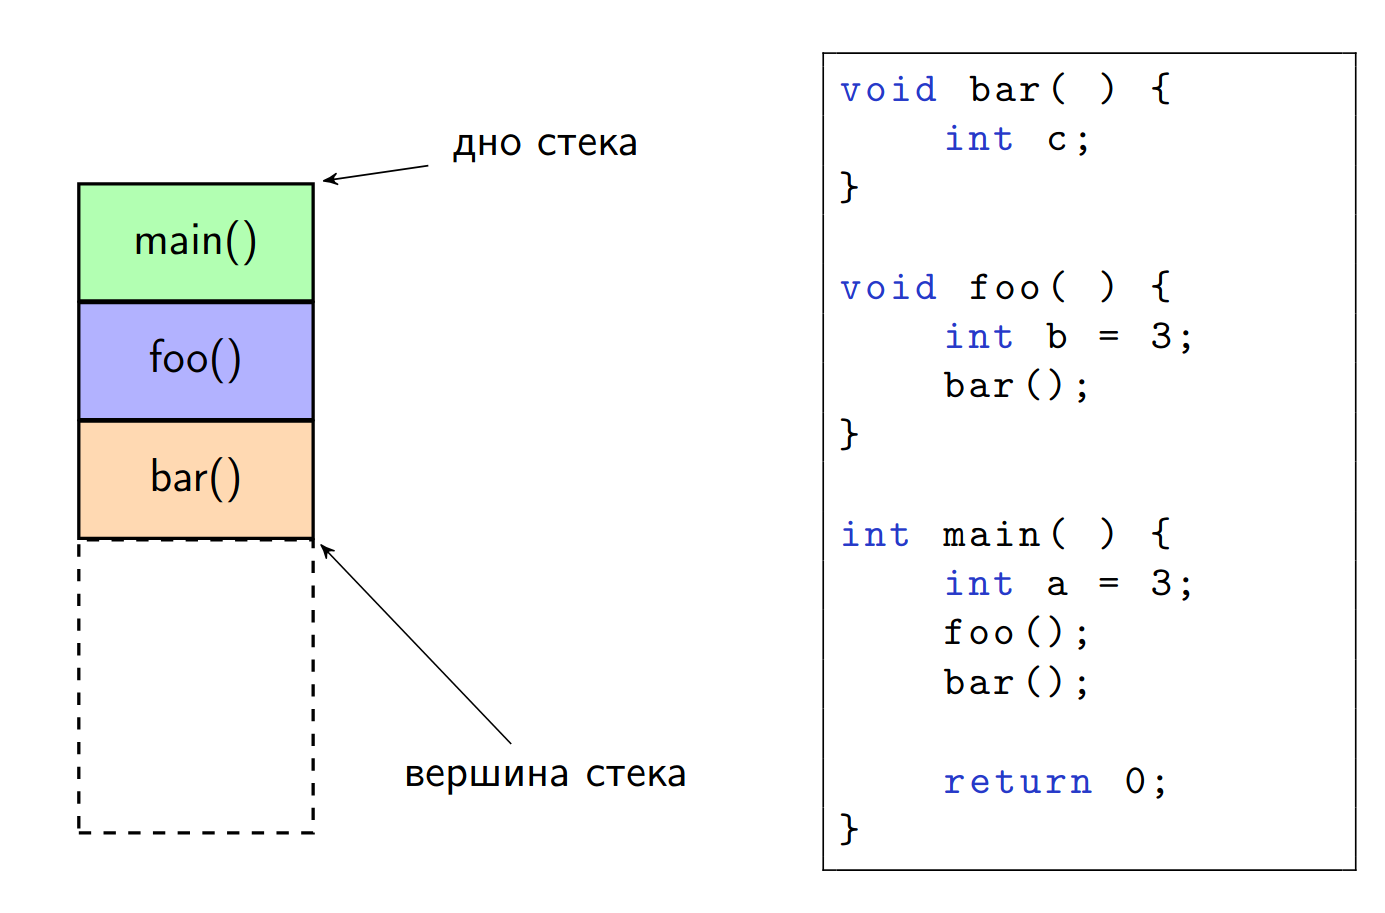 дно стека
main()
foo()
bar()
вершина стека
void bar( ) {
    int c;
}
void foo( ) {
    int b = 3;
    bar();
}
int main( ) {
    int a = 3;
    foo();
    bar();
    return 0;
}